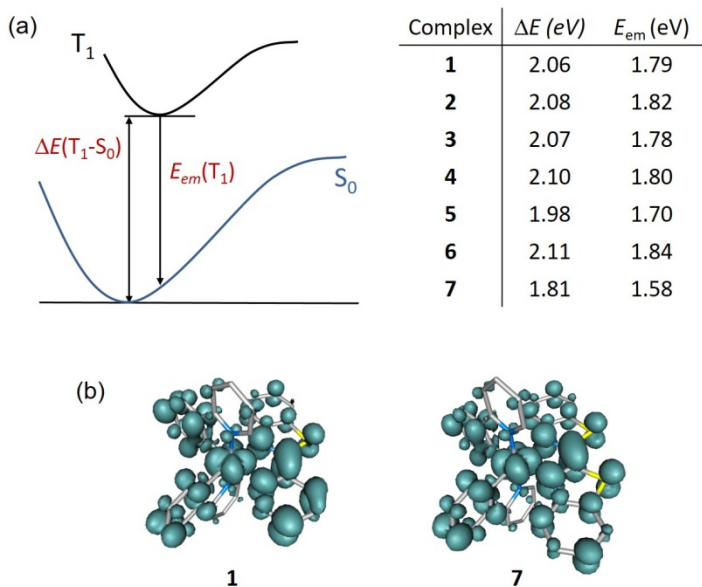 (a)
T1
ΔE(T1-S0)
Eem(T1)
S0
Complex ΔE (eV) Eem (eV)
1 2.06 1.79
2 2.08 1.82
3 2.07 1.78
4 2.10 1.80
5 1.98 1.70
6 2.11 1.84
7 1.81 1.58
(b)
1 7